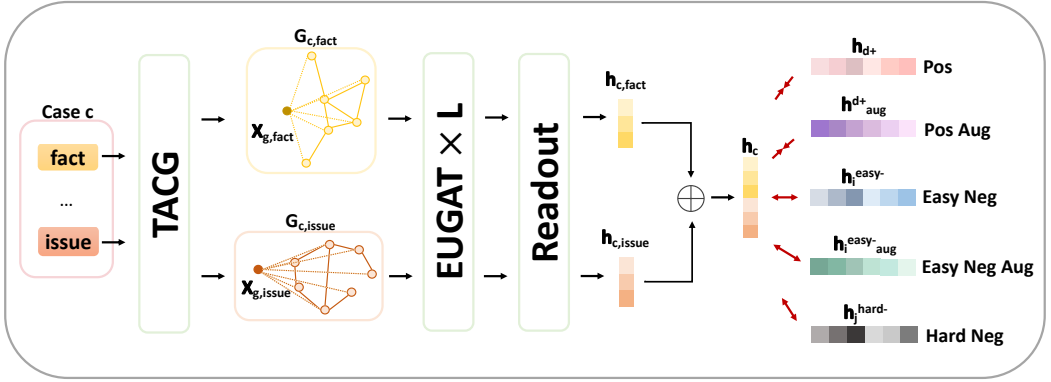 Case c
fact
...
issue
TACG
G_c,fact
X_g,fact
G_c,issue
X_g,issue
EUGAT × L
Readout
h_c,fact
h_c,issue
h_c
h_d+
Pos
h^d+_aug
Pos Aug
h_i^easy-
Easy Neg
h_i^easy-_aug
Easy Neg Aug
h_j^hard-
Hard Neg